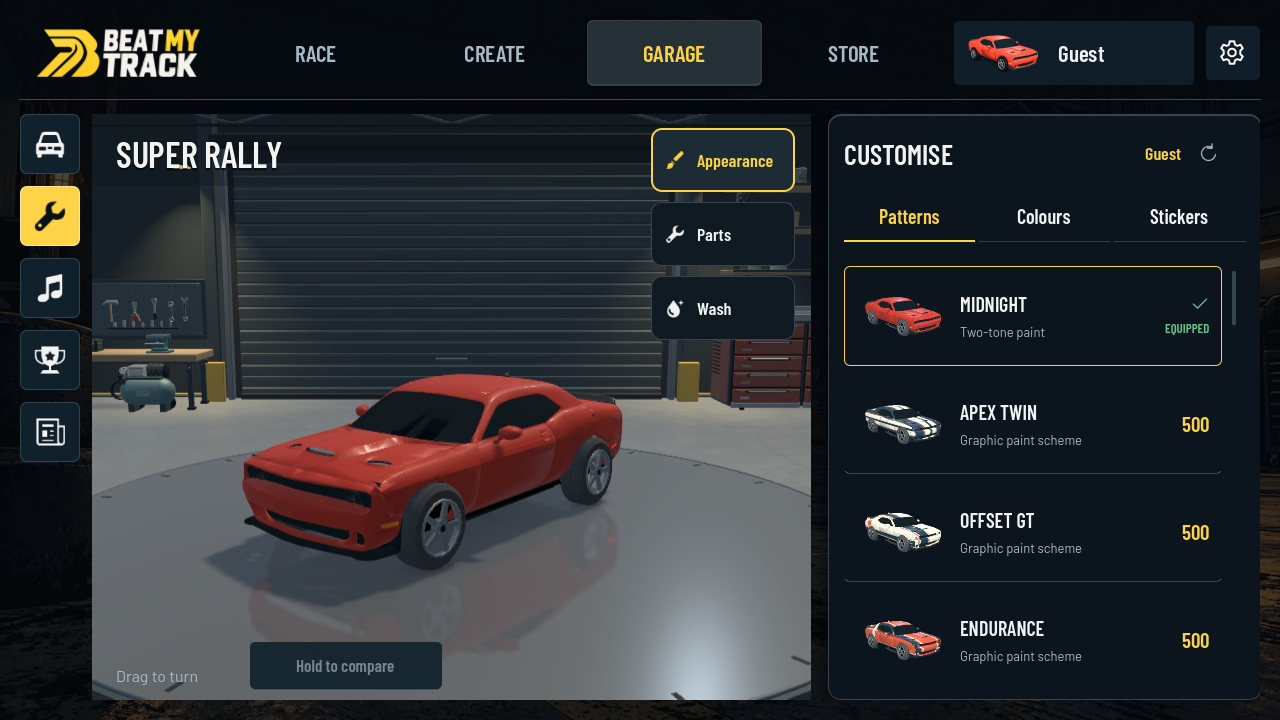 BEAT MY
TRACK
RACE
CREATE
GARAGE
STORE
Guest
SUPER RALLY
Appearance
Parts
Wash
Hold to compare
Drag to turn
CUSTOMISE
Guest
Patterns
Colours
Stickers
MIDNIGHT
Two-tone paint
EQUIPPED
APEX TWIN
Graphic paint scheme
500
OFFSET GT
Graphic paint scheme
500
ENDURANCE
Graphic paint scheme
500